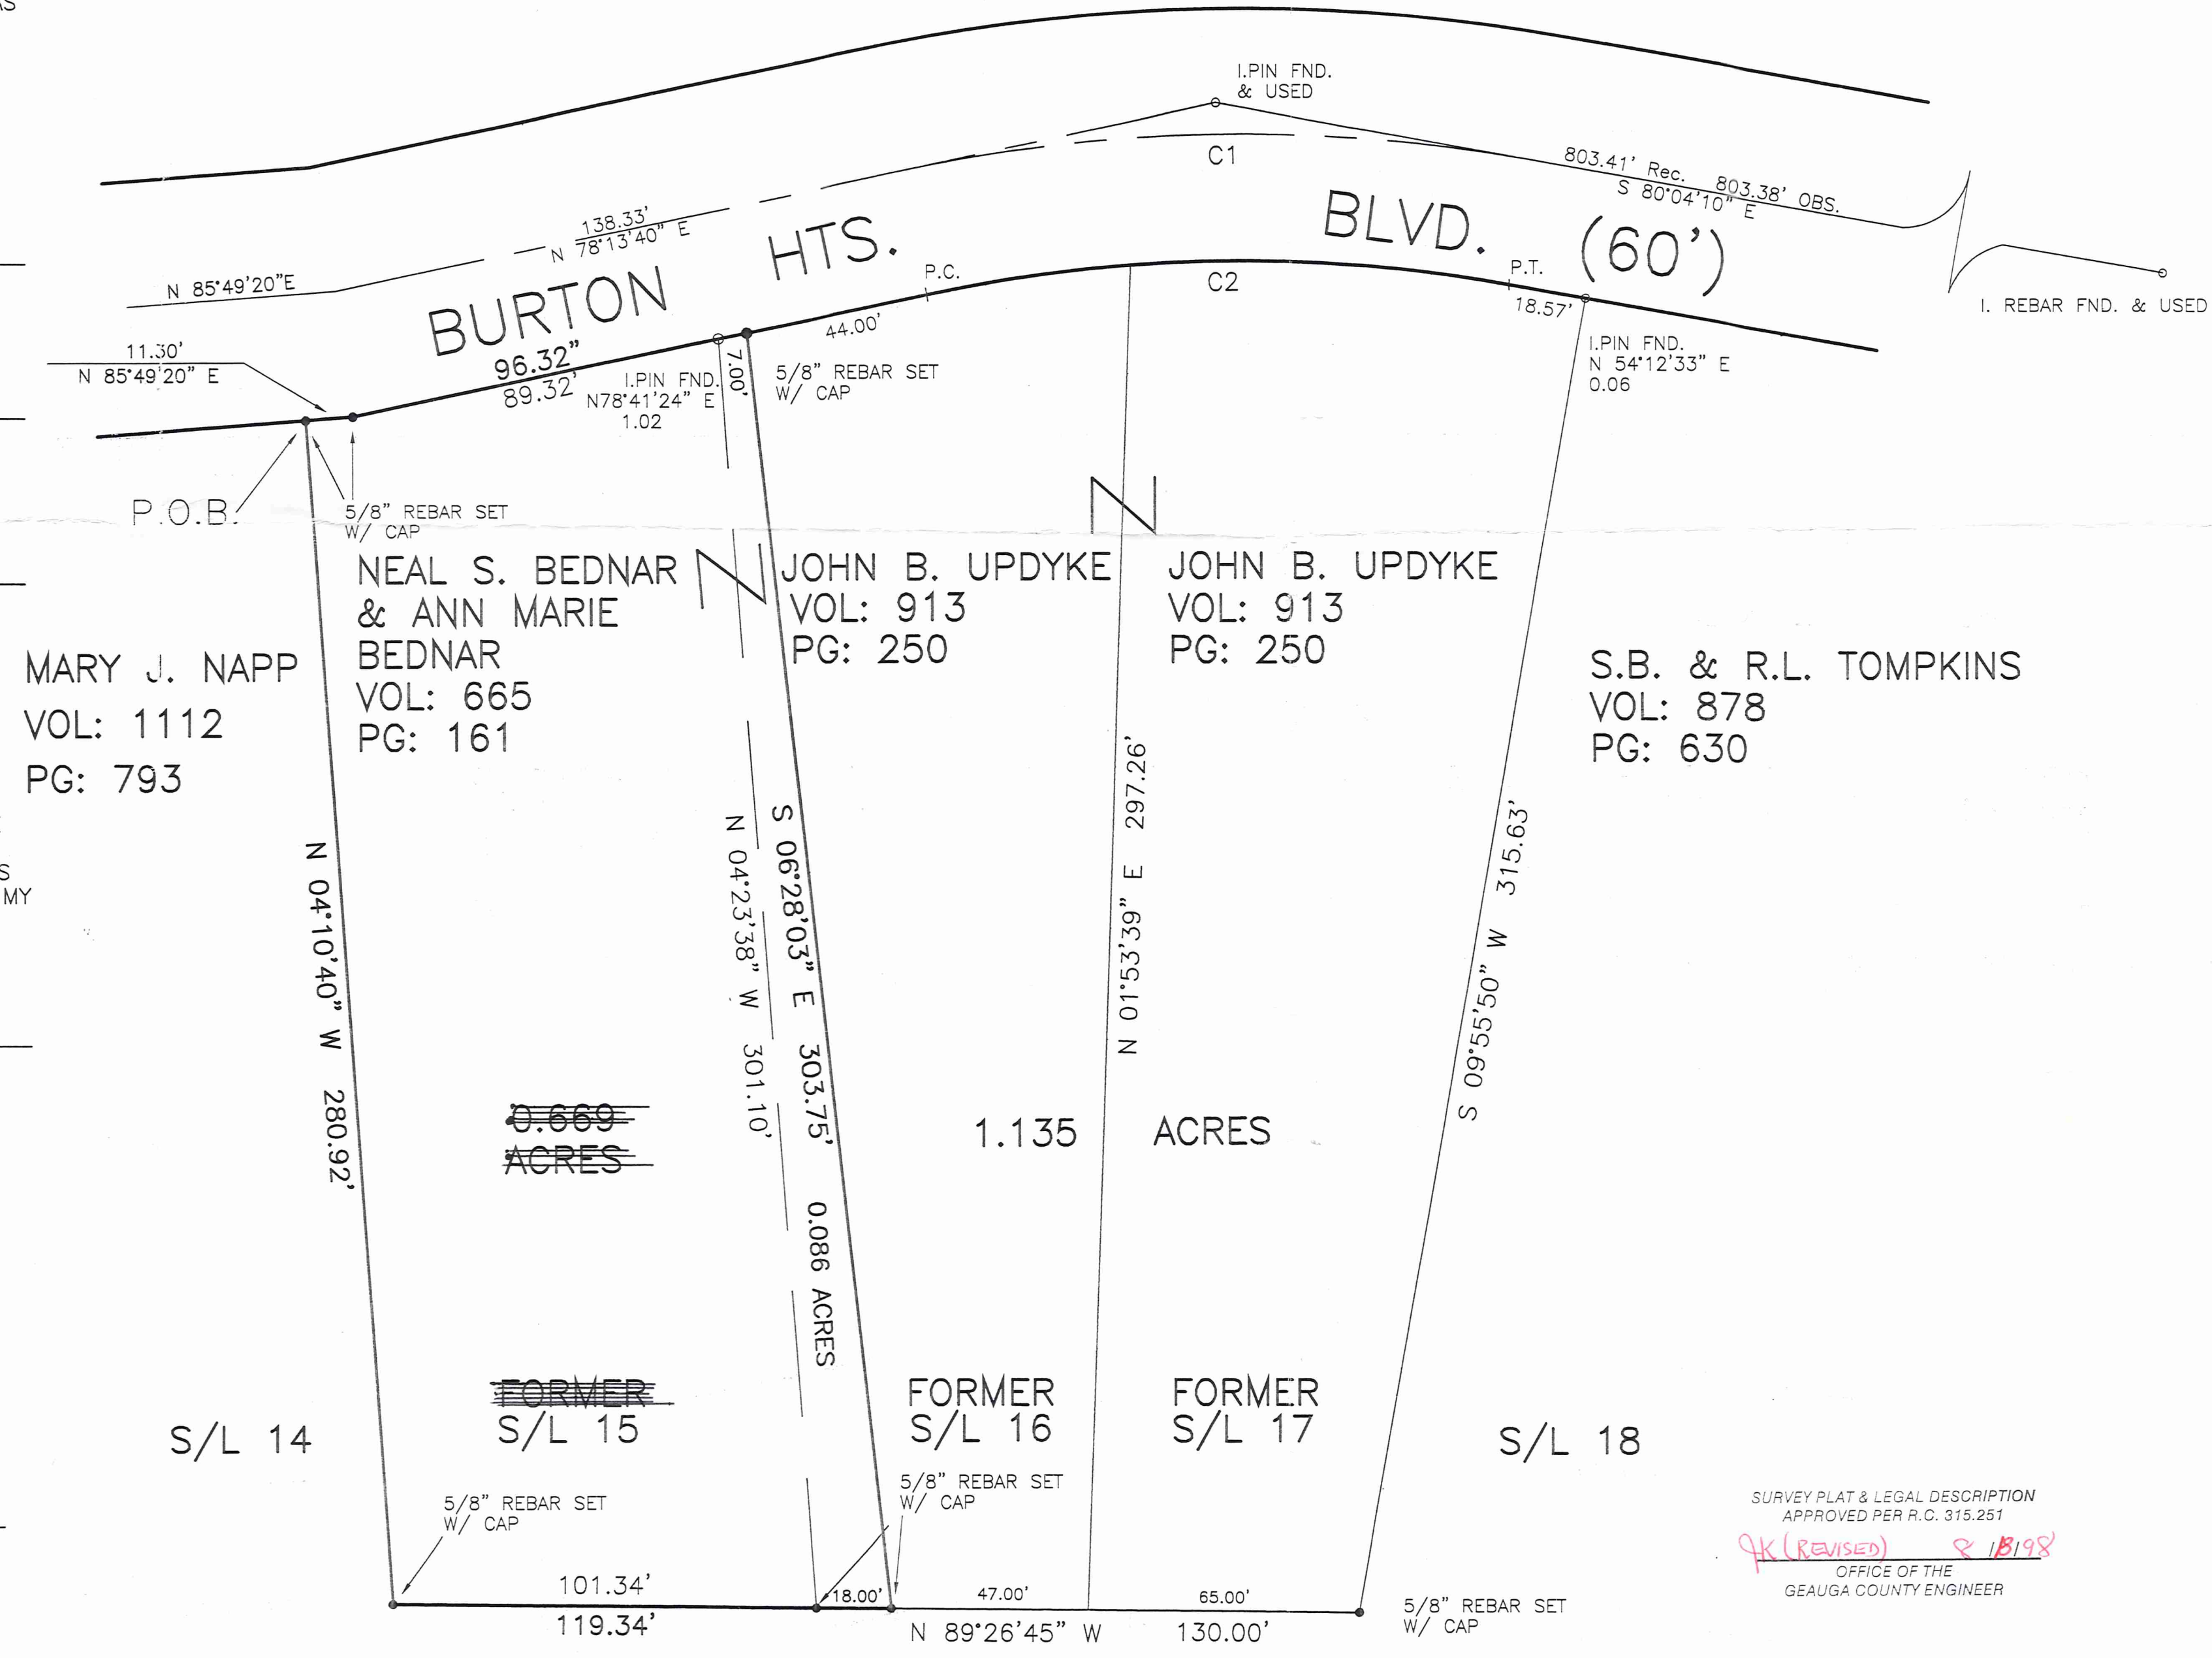 AS
I.PIN FND.
& USED
C1
803.41' Rec. 803.38' OBS.
S 80°04'10" E
138.33'
N 78°13'40" E
N 85°49'20"E
BURTON HTS. BLVD. (60')
P.C.
C2
P.T.
18.57'
44.00'
I. REBAR FND. & USED
11.30'
N 85°49'20" E
96.32"
89.32'
I.PIN FND.
N78°41'24" E
1.02
7.00'
5/8" REBAR SET
W/ CAP
I.PIN FND.
N 54°12'33" E
0.06
P.O.B.
5/8" REBAR SET
W/ CAP
MARY J. NAPP
VOL: 1112
PG: 793
NEAL S. BEDNAR
& ANN MARIE
BEDNAR
VOL: 665
PG: 161
JOHN B. UPDYKE
VOL: 913
PG: 250
JOHN B. UPDYKE
VOL: 913
PG: 250
S.B. & R.L. TOMPKINS
VOL: 878
PG: 630
S
MY
N 04°10'40" W 280.92'
N 04°23'38" W 301.10'
S 06°28'03" E 303.75' 0.086 ACRES
N 01°53'39" E 297.26'
S 09°55'50" W 315.63'
0.669
ACRES
1.135 ACRES
S/L 14
FORMER
S/L 15
FORMER
S/L 16
FORMER
S/L 17
S/L 18
5/8" REBAR SET
W/ CAP
5/8" REBAR SET
W/ CAP
101.34'
18.00'
47.00'
65.00'
119.34'
N 89°26'45" W 130.00'
5/8" REBAR SET
W/ CAP
SURVEY PLAT & LEGAL DESCRIPTION
APPROVED PER R.C. 315.251
JK (REVISED) 8/ /98
OFFICE OF THE
GEAUGA COUNTY ENGINEER